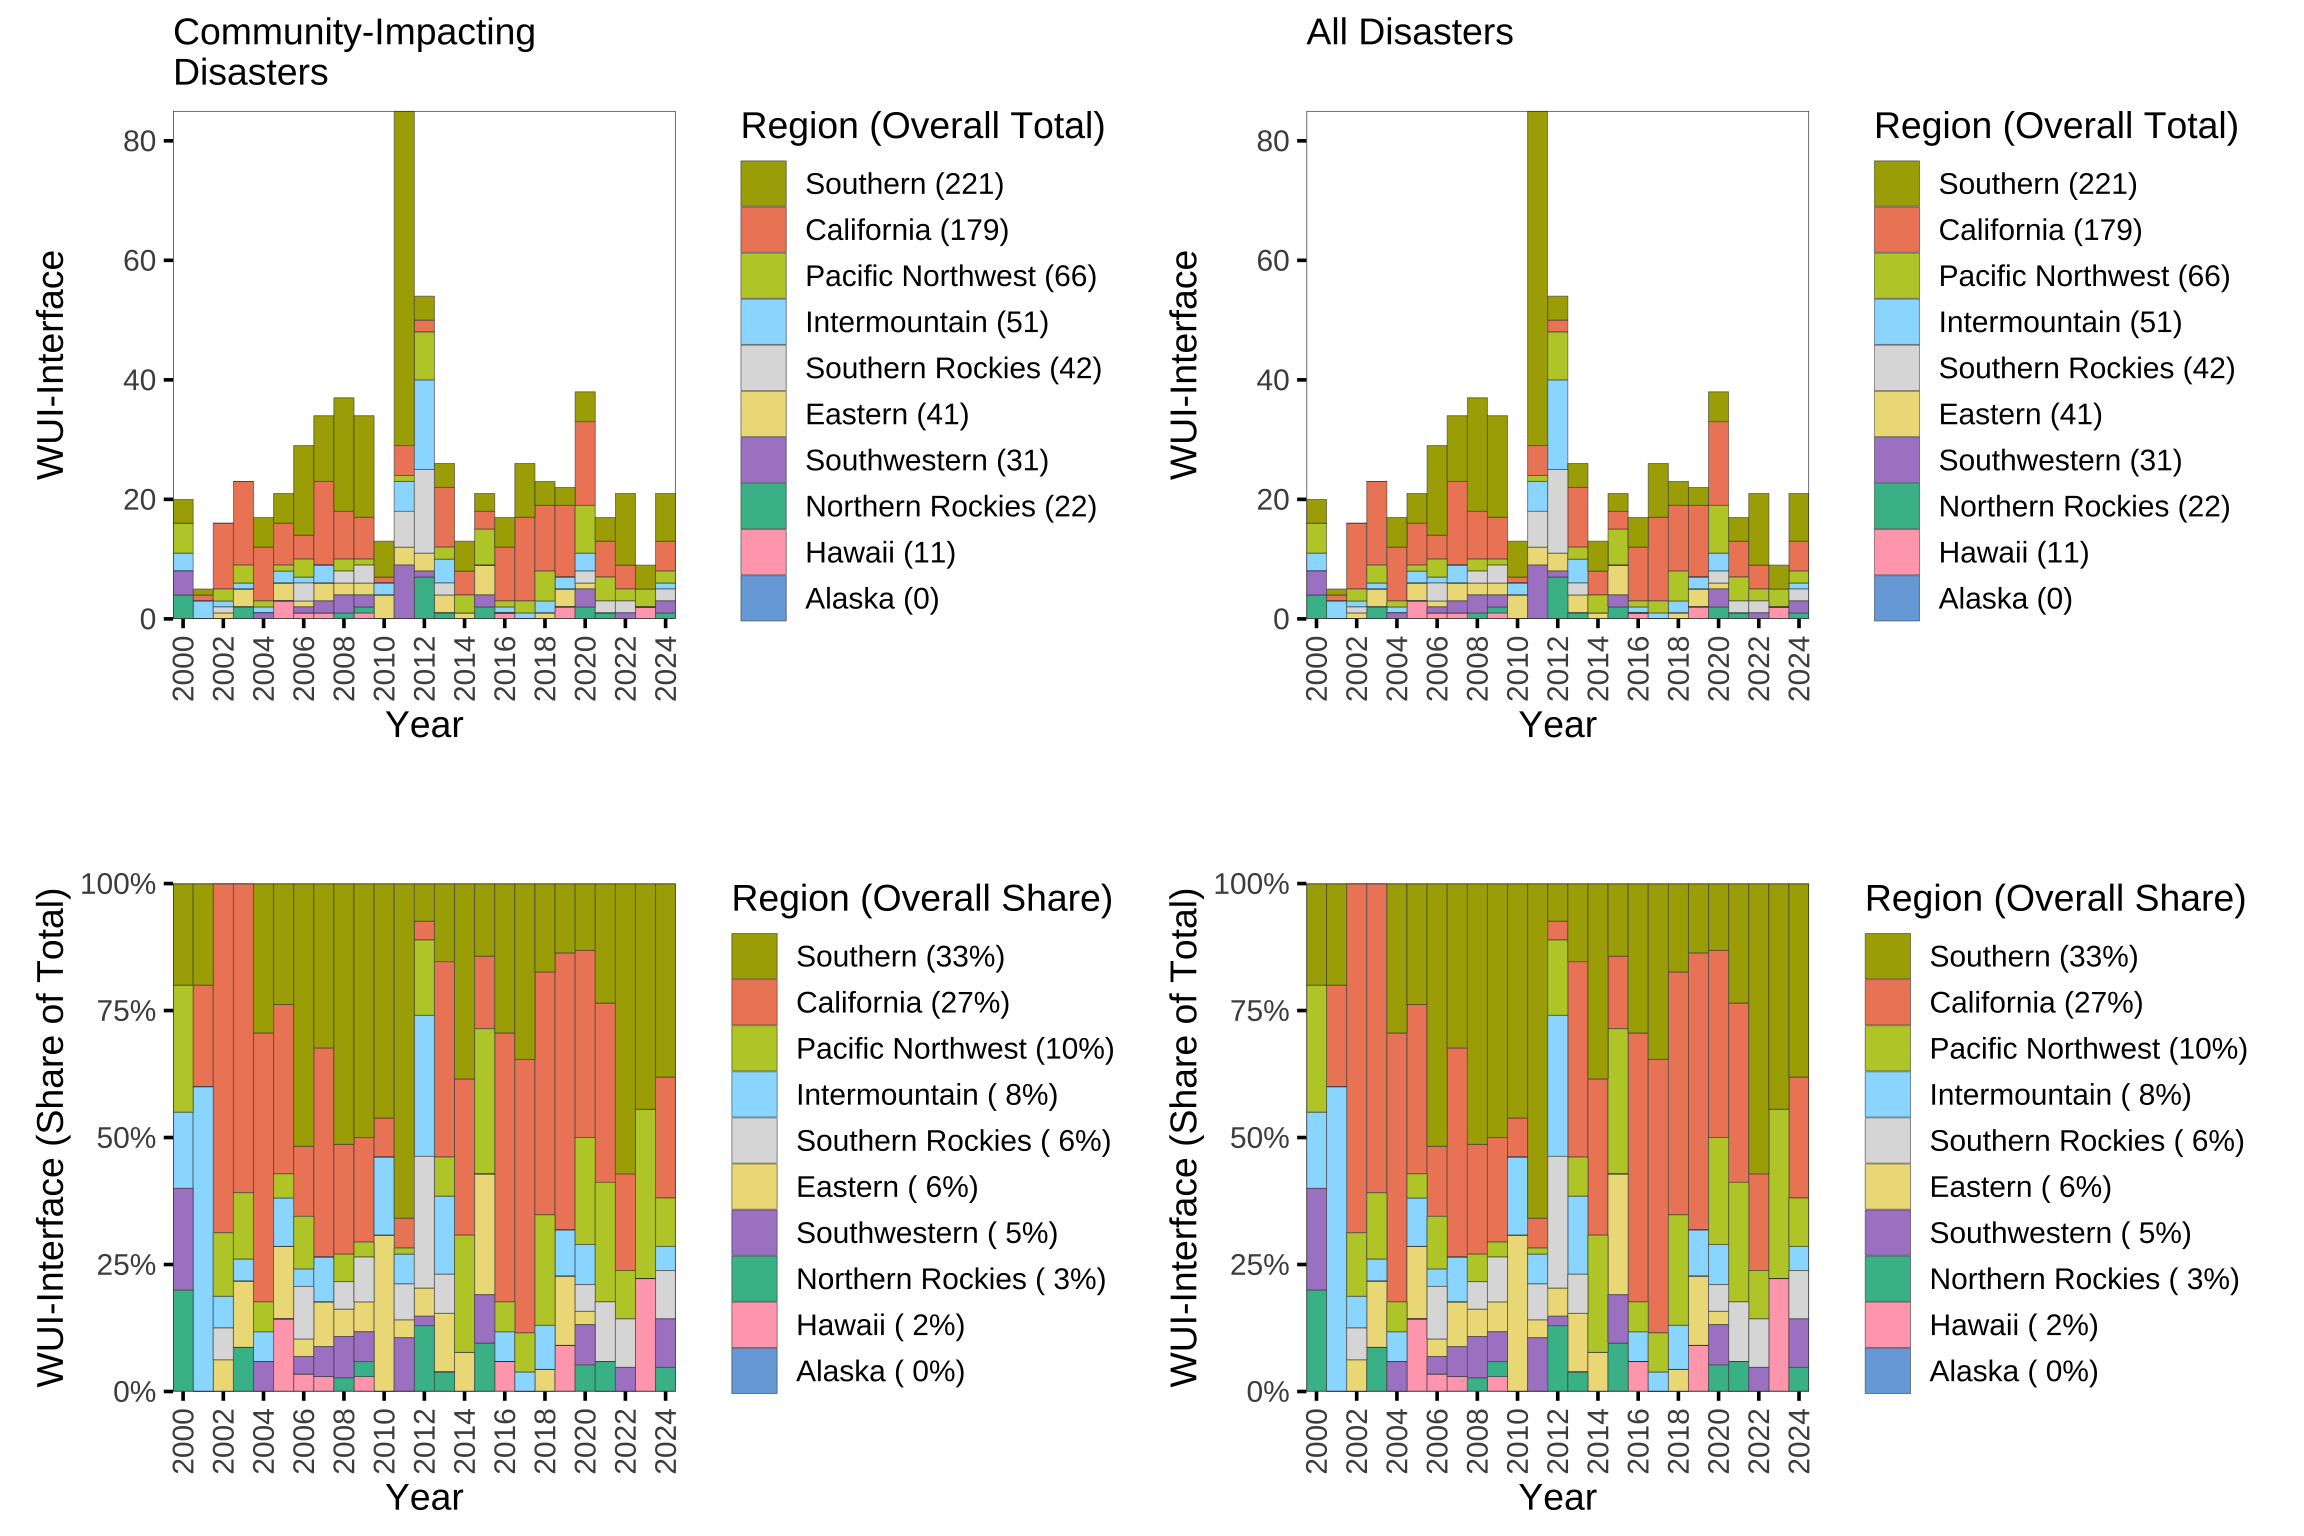 Community-Impacting
Disasters
WUI-Interface
80
60
40
20
0
2000
2002
2004
2006
2008
2010
2012
2014
2016
2018
2020
2022
2024
Year
Region (Overall Total)
Southern (221)
California (179)
Pacific Northwest (66)
Intermountain (51)
Southern Rockies (42)
Eastern (41)
Southwestern (31)
Northern Rockies (22)
Hawaii (11)
Alaska (0)
All Disasters
WUI-Interface
80
60
40
20
0
2000
2002
2004
2006
2008
2010
2012
2014
2016
2018
2020
2022
2024
Year
Region (Overall Total)
Southern (221)
California (179)
Pacific Northwest (66)
Intermountain (51)
Southern Rockies (42)
Eastern (41)
Southwestern (31)
Northern Rockies (22)
Hawaii (11)
Alaska (0)
WUI-Interface (Share of Total)
100%
75%
50%
25%
0%
2000
2002
2004
2006
2008
2010
2012
2014
2016
2018
2020
2022
2024
Year
Region (Overall Share)
Southern (33%)
California (27%)
Pacific Northwest (10%)
Intermountain ( 8%)
Southern Rockies ( 6%)
Eastern ( 6%)
Southwestern ( 5%)
Northern Rockies ( 3%)
Hawaii ( 2%)
Alaska ( 0%)
WUI-Interface (Share of Total)
100%
75%
50%
25%
0%
2000
2002
2004
2006
2008
2010
2012
2014
2016
2018
2020
2022
2024
Year
Region (Overall Share)
Southern (33%)
California (27%)
Pacific Northwest (10%)
Intermountain ( 8%)
Southern Rockies ( 6%)
Eastern ( 6%)
Southwestern ( 5%)
Northern Rockies ( 3%)
Hawaii ( 2%)
Alaska ( 0%)